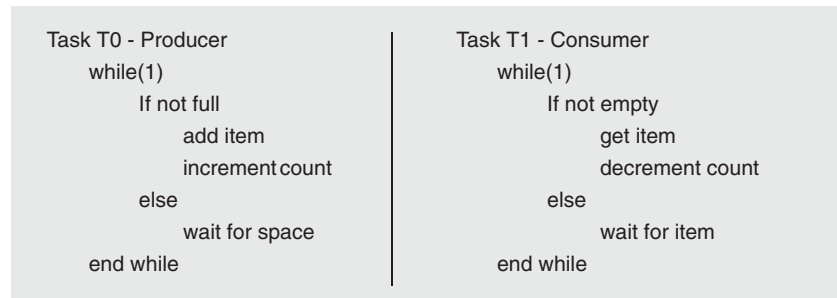 Task T0 - Producer
while(1)
If not full
add item
increment count
else
wait for space
end while
Task T1 - Consumer
while(1)
If not empty
get item
decrement count
else
wait for item
end while